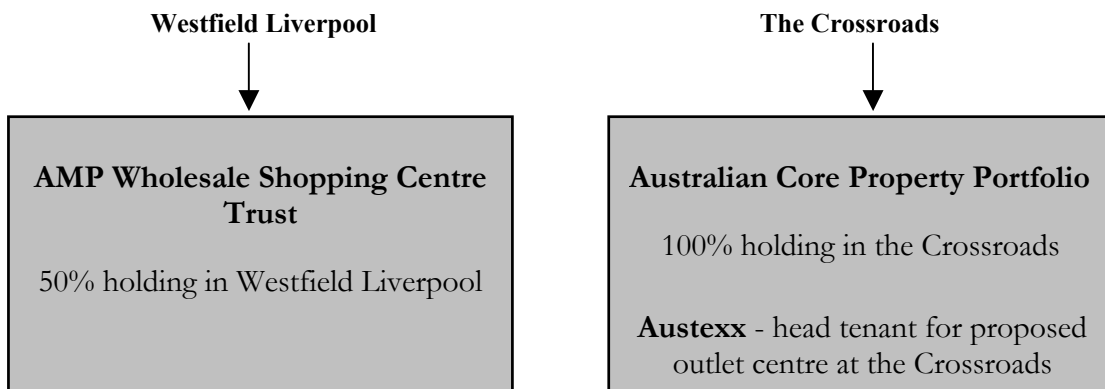 Westfield Liverpool
AMP Wholesale Shopping Centre
Trust
50% holding in Westfield Liverpool
The Crossroads
Australian Core Property Portfolio
100% holding in the Crossroads
Austexx - head tenant for proposed
outlet centre at the Crossroads